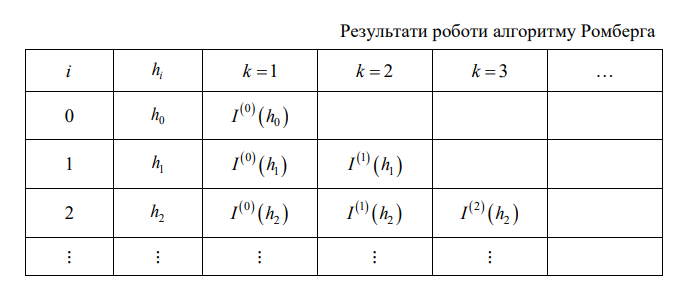 Результати роботи алгоритму Ромберга
i h_i k = 1 k = 2 k = 3 …
0 h_0 I^(0)(h_0)
1 h_1 I^(0)(h_1) I^(1)(h_1)
2 h_2 I^(0)(h_2) I^(1)(h_2) I^(2)(h_2)
⋮ ⋮ ⋮ ⋮ ⋮